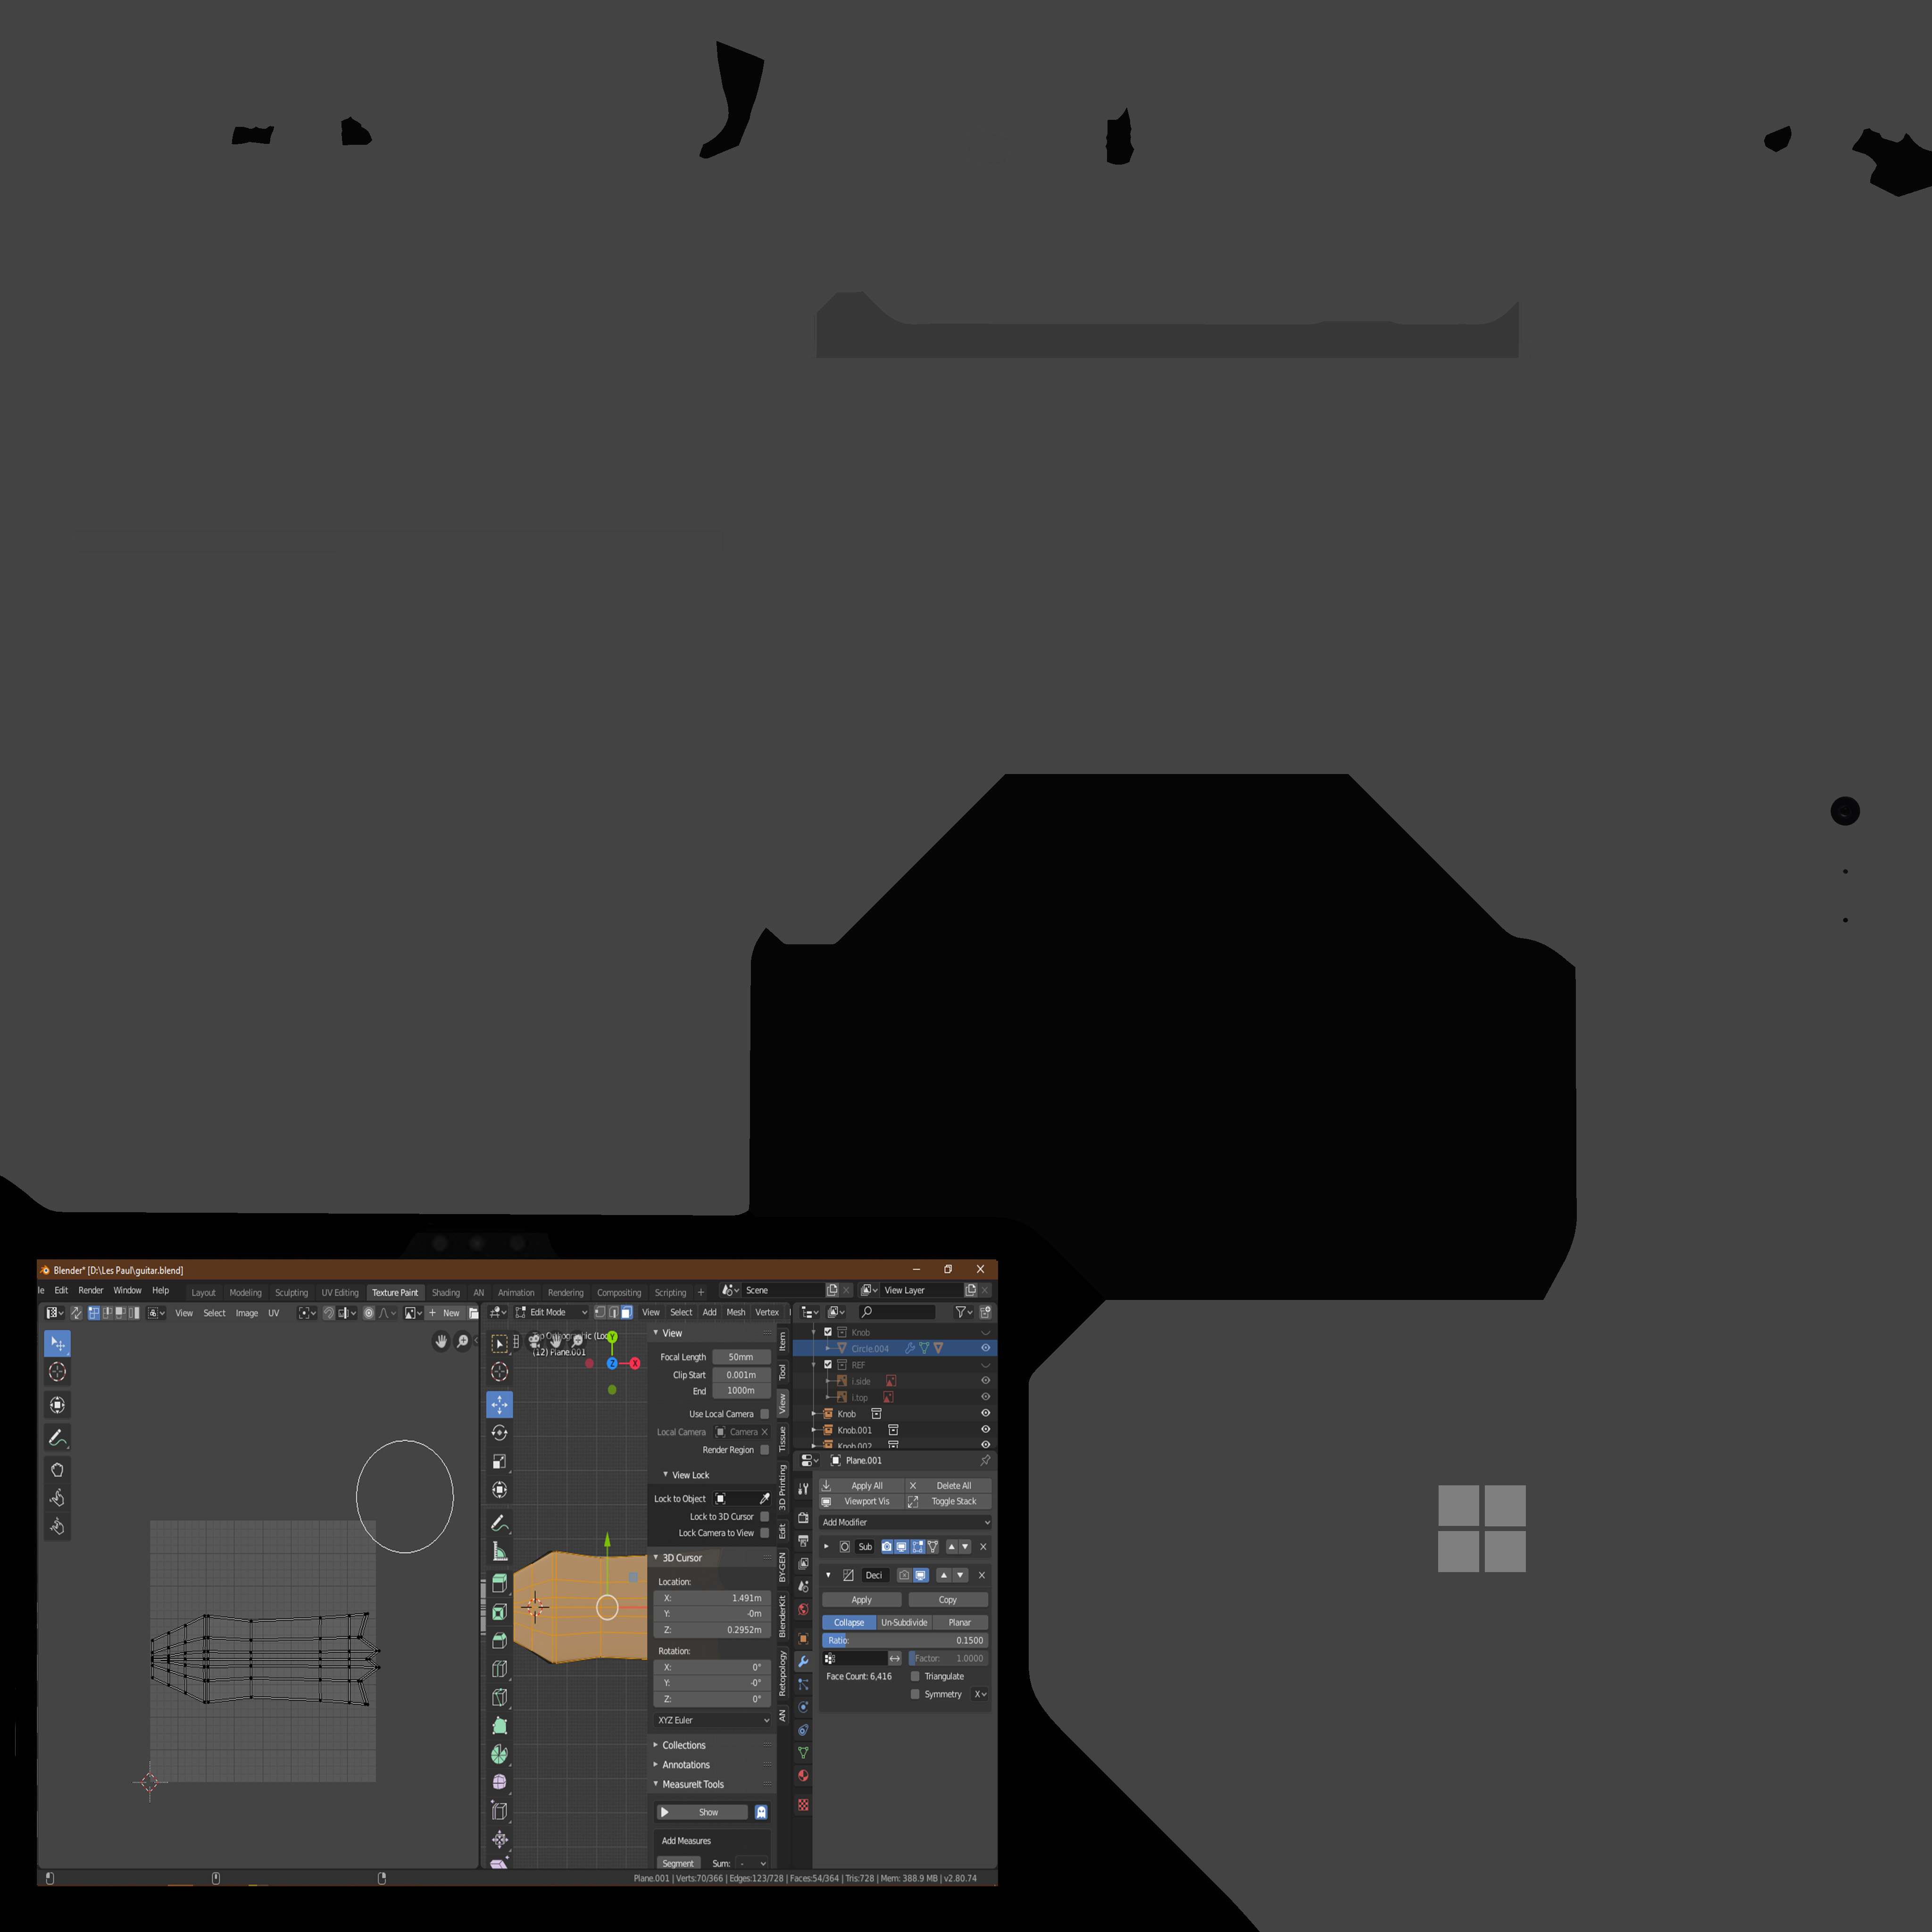 Blender* [D:\Les Paul\guitar.blend]
le Edit Render Window Help Layout Modeling Sculpting UV Editing Texture Paint Shading AN Animation Rendering Compositing Scripting + Scene View Layer
View Select Image UV + New Edit Mode View Select Add Mesh Vertex
(12) Plane.001
Y
Z X
View
Focal Length 50mm
Clip Start 0.001m
End 1000m
Use Local Camera
Local Camera Camera X
Render Region
View Lock
Lock to Object
Lock to 3D Cursor
Lock Camera to View
3D Cursor
Location:
X: 1.491m
Y: -0m
Z: 0.2952m
Rotation:
X: 0°
Y: -0°
Z: 0°
XYZ Euler
Collections
Annotations
MeasureIt Tools
Show
Add Measures
Segment Sum: -
Item
Tool
View
Tissue
3D Printing
Edit
BY-GEN
BlenderKit
Retopology
AN
Knob
Circle.004
REF
i.side
i.top
Knob
Knob.001
Knob.002
Plane.001
Apply All Delete All
Viewport Vis Toggle Stack
Add Modifier
Sub
Deci
Apply Copy
Collapse Un-Subdivide Planar
Ratio: 0.1500
Factor: 1.0000
Face Count: 6,416 Triangulate
Symmetry X
Plane.001 | Verts:70/366 | Edges:123/728 | Faces:54/364 | Tris:728 | Mem: 388.9 MB | v2.80.74